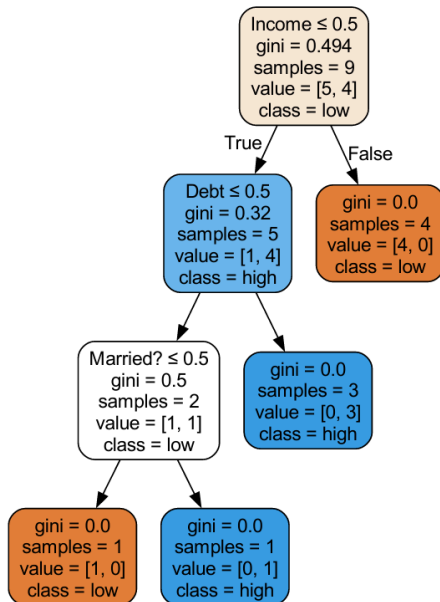 Income ≤ 0.5
gini = 0.494
samples = 9
value = [5, 4]
class = low
True
False
Debt ≤ 0.5
gini = 0.32
samples = 5
value = [1, 4]
class = high
gini = 0.0
samples = 4
value = [4, 0]
class = low
Married? ≤ 0.5
gini = 0.5
samples = 2
value = [1, 1]
class = low
gini = 0.0
samples = 3
value = [0, 3]
class = high
gini = 0.0
samples = 1
value = [1, 0]
class = low
gini = 0.0
samples = 1
value = [0, 1]
class = high